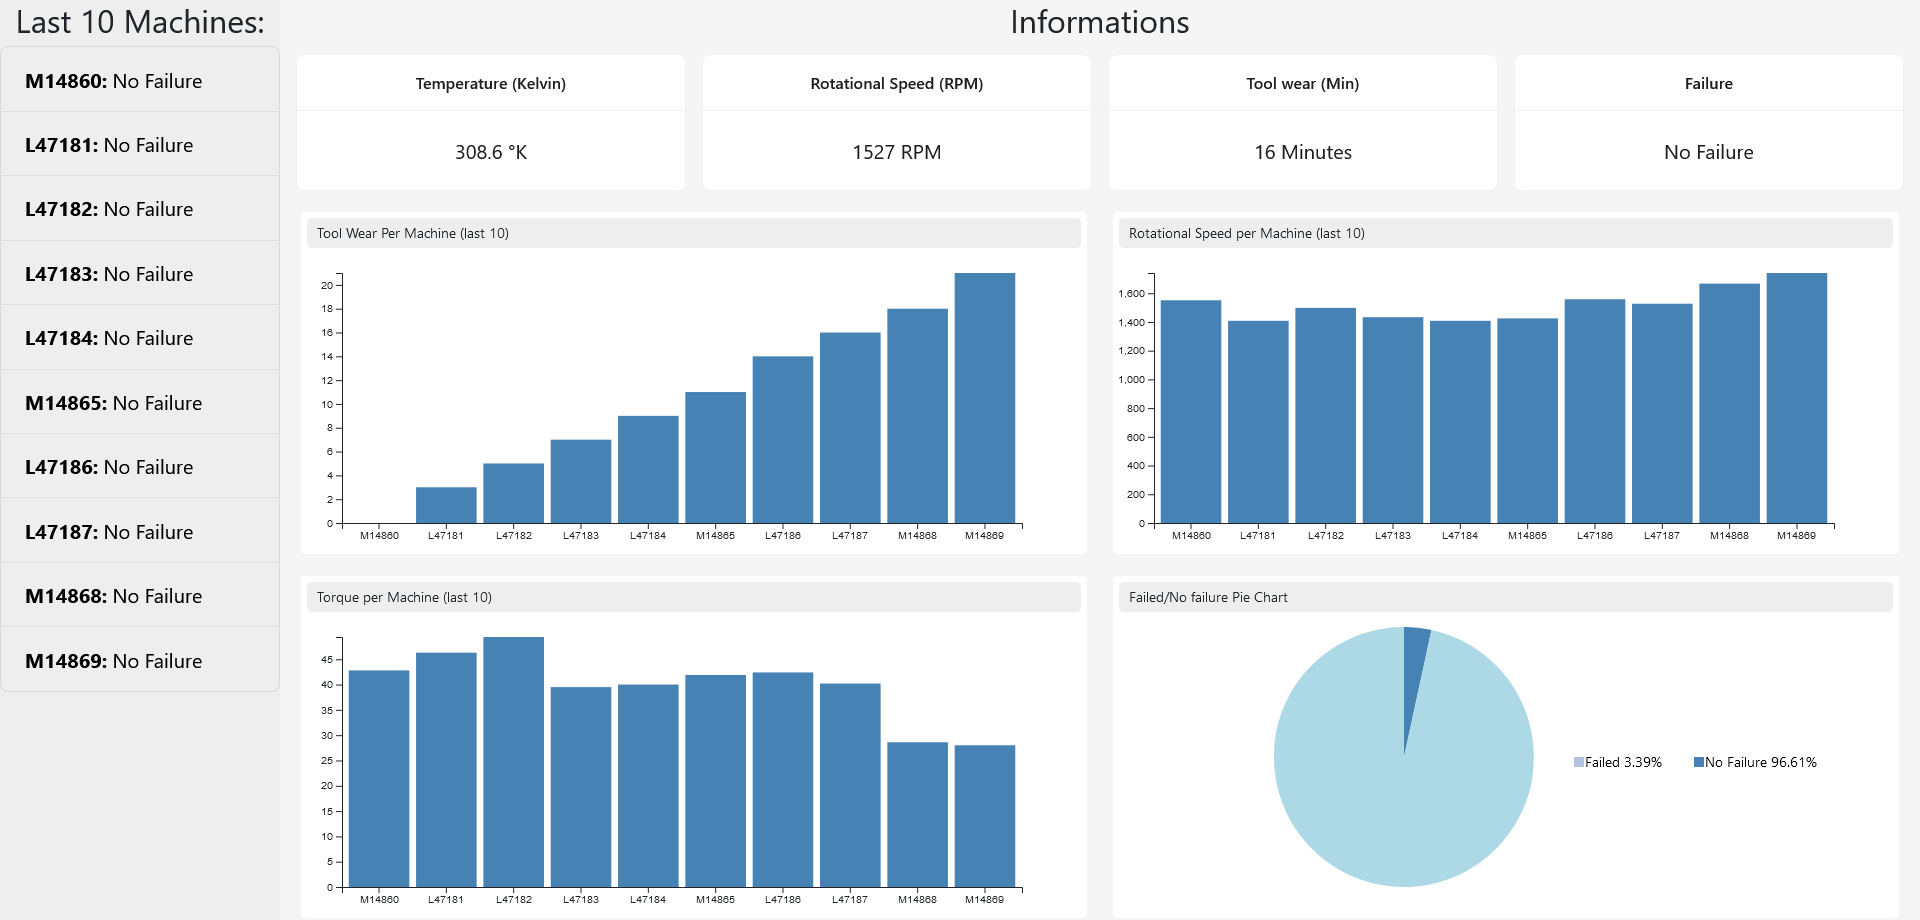 Last 10 Machines:
M14860: No Failure
L47181: No Failure
L47182: No Failure
L47183: No Failure
L47184: No Failure
M14865: No Failure
L47186: No Failure
L47187: No Failure
M14868: No Failure
M14869: No Failure
Informations
Temperature (Kelvin)
308.6 °K
Rotational Speed (RPM)
1527 RPM
Tool wear (Min)
16 Minutes
Failure
No Failure
Tool Wear Per Machine (last 10)
20
18
16
14
12
10
8
6
4
2
0
M14860 L47181 L47182 L47183 L47184 M14865 L47186 L47187 M14868 M14869
Rotational Speed per Machine (last 10)
1,600
1,400
1,200
1,000
800
600
400
200
0
M14860 L47181 L47182 L47183 L47184 M14865 L47186 L47187 M14868 M14869
Torque per Machine (last 10)
45
40
35
30
25
20
15
10
5
0
M14860 L47181 L47182 L47183 L47184 M14865 L47186 L47187 M14868 M14869
Failed/No failure Pie Chart
Failed 3.39% No Failure 96.61%